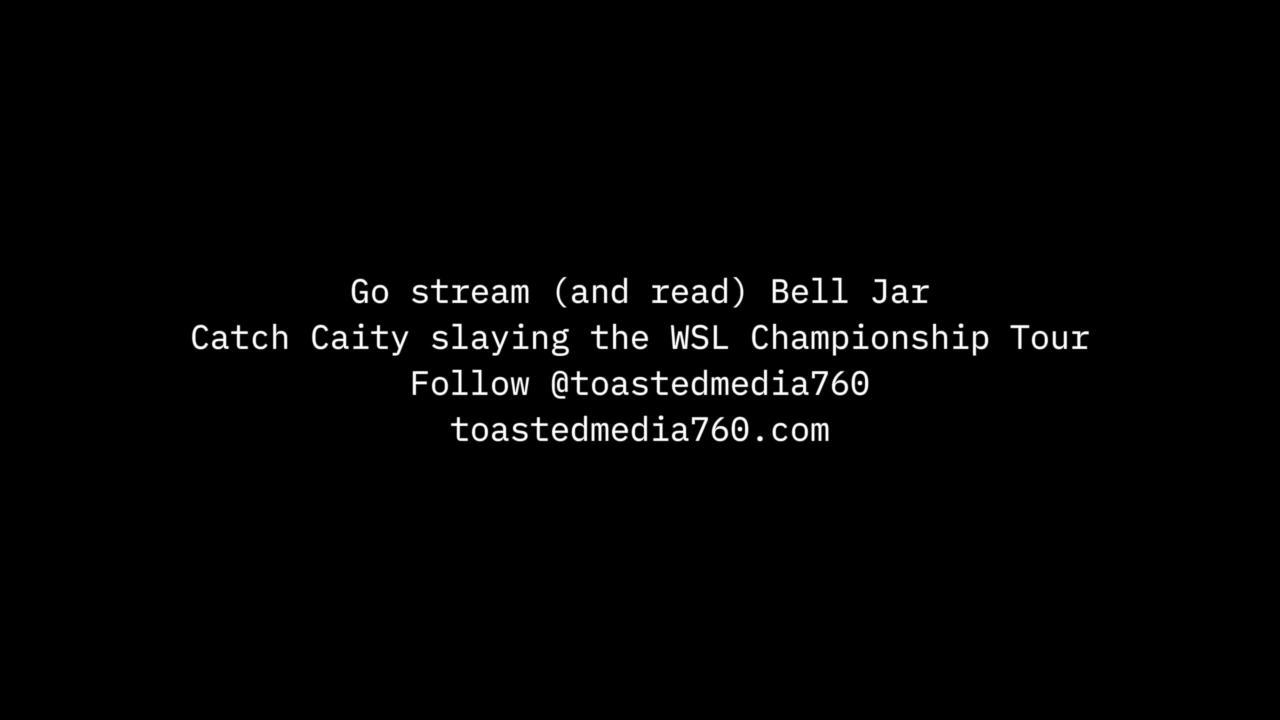 Go stream (and read) Bell Jar
Catch Caity slaying the WSL Championship Tour
Follow @toastedmedia760
toastedmedia760.com